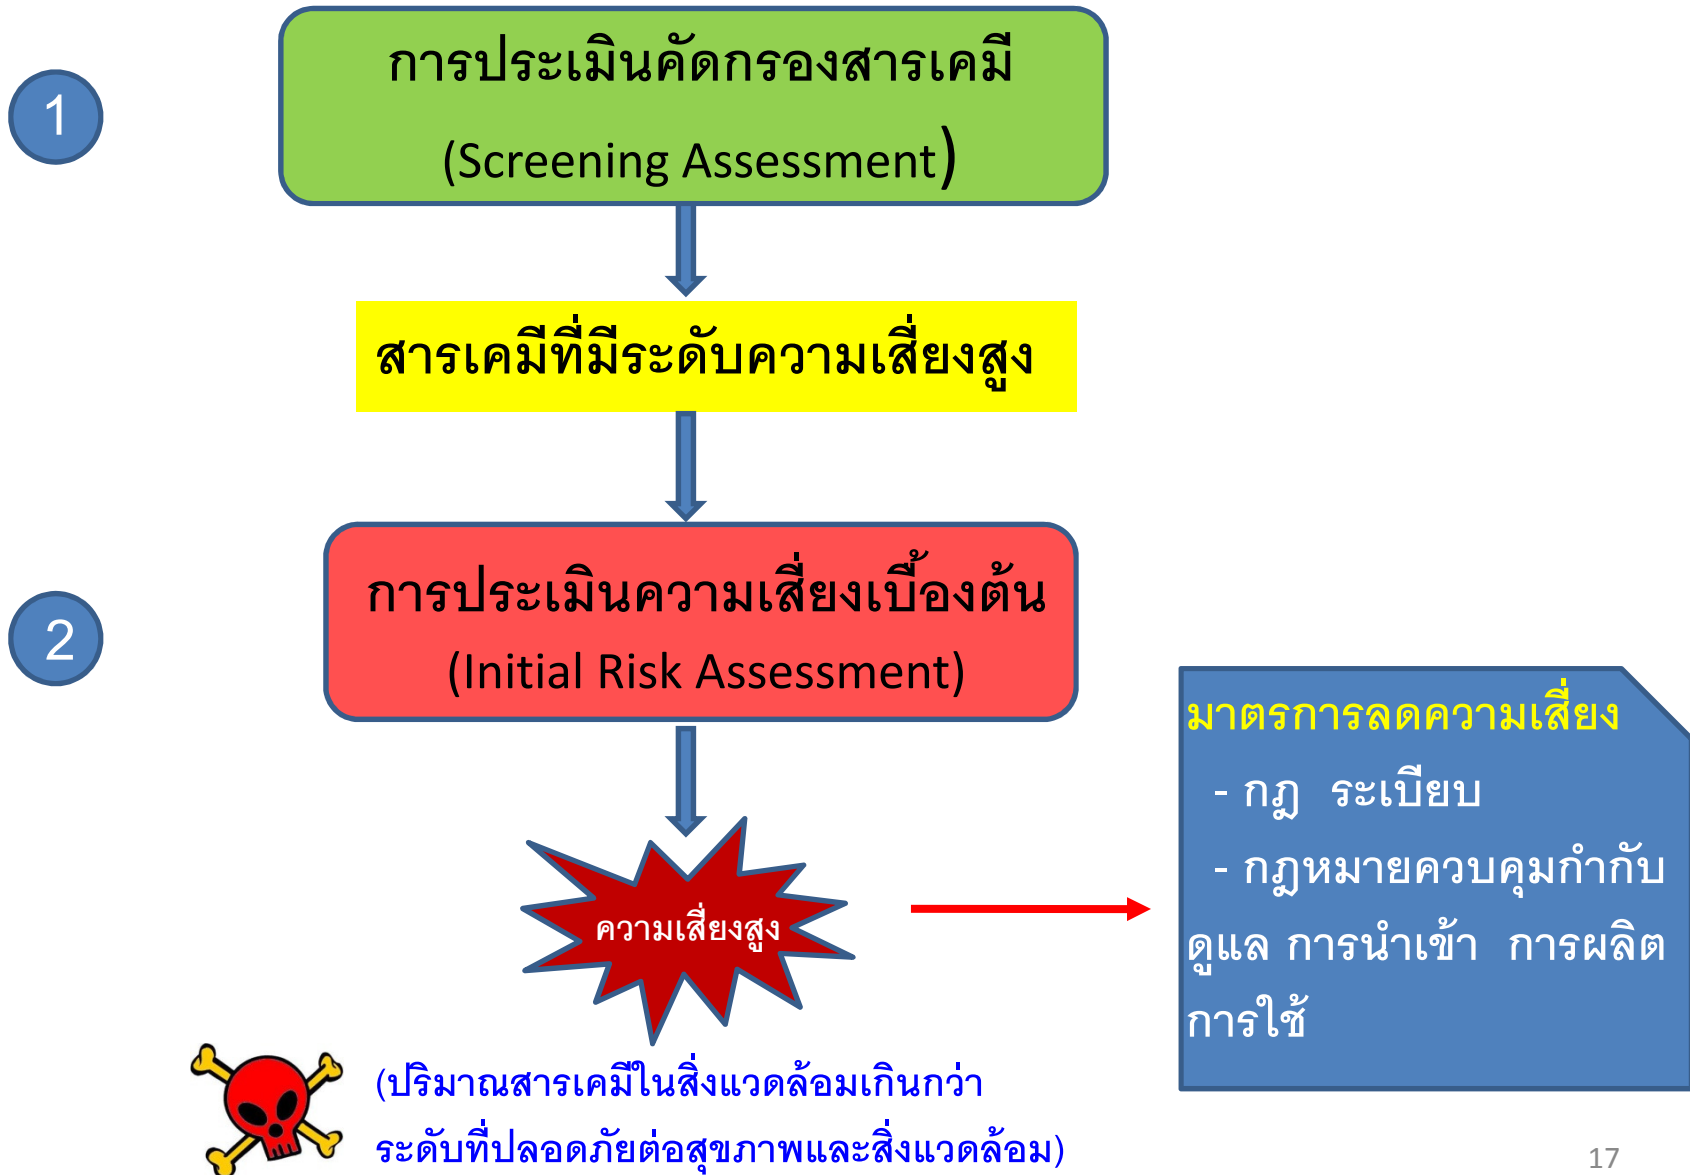 1
การประเมินคัดกรองสารเคมี
(Screening Assessment)
สารเคมีที่มีระดับความเสี่ยงสูง
2
การประเมินความเสี่ยงเบื้องต้น
(Initial Risk Assessment)
มาตรการลดความเสี่ยง
- กฎ ระเบียบ
- กฎหมายควบคุมกำกับ
ดูแล การนำเข้า การผลิต
การใช้
ความเสี่ยงสูง
(ปริมาณสารเคมีในสิ่งแวดล้อมเกินกว่า
ระดับที่ปลอดภัยต่อสุขภาพและสิ่งแวดล้อม)
17